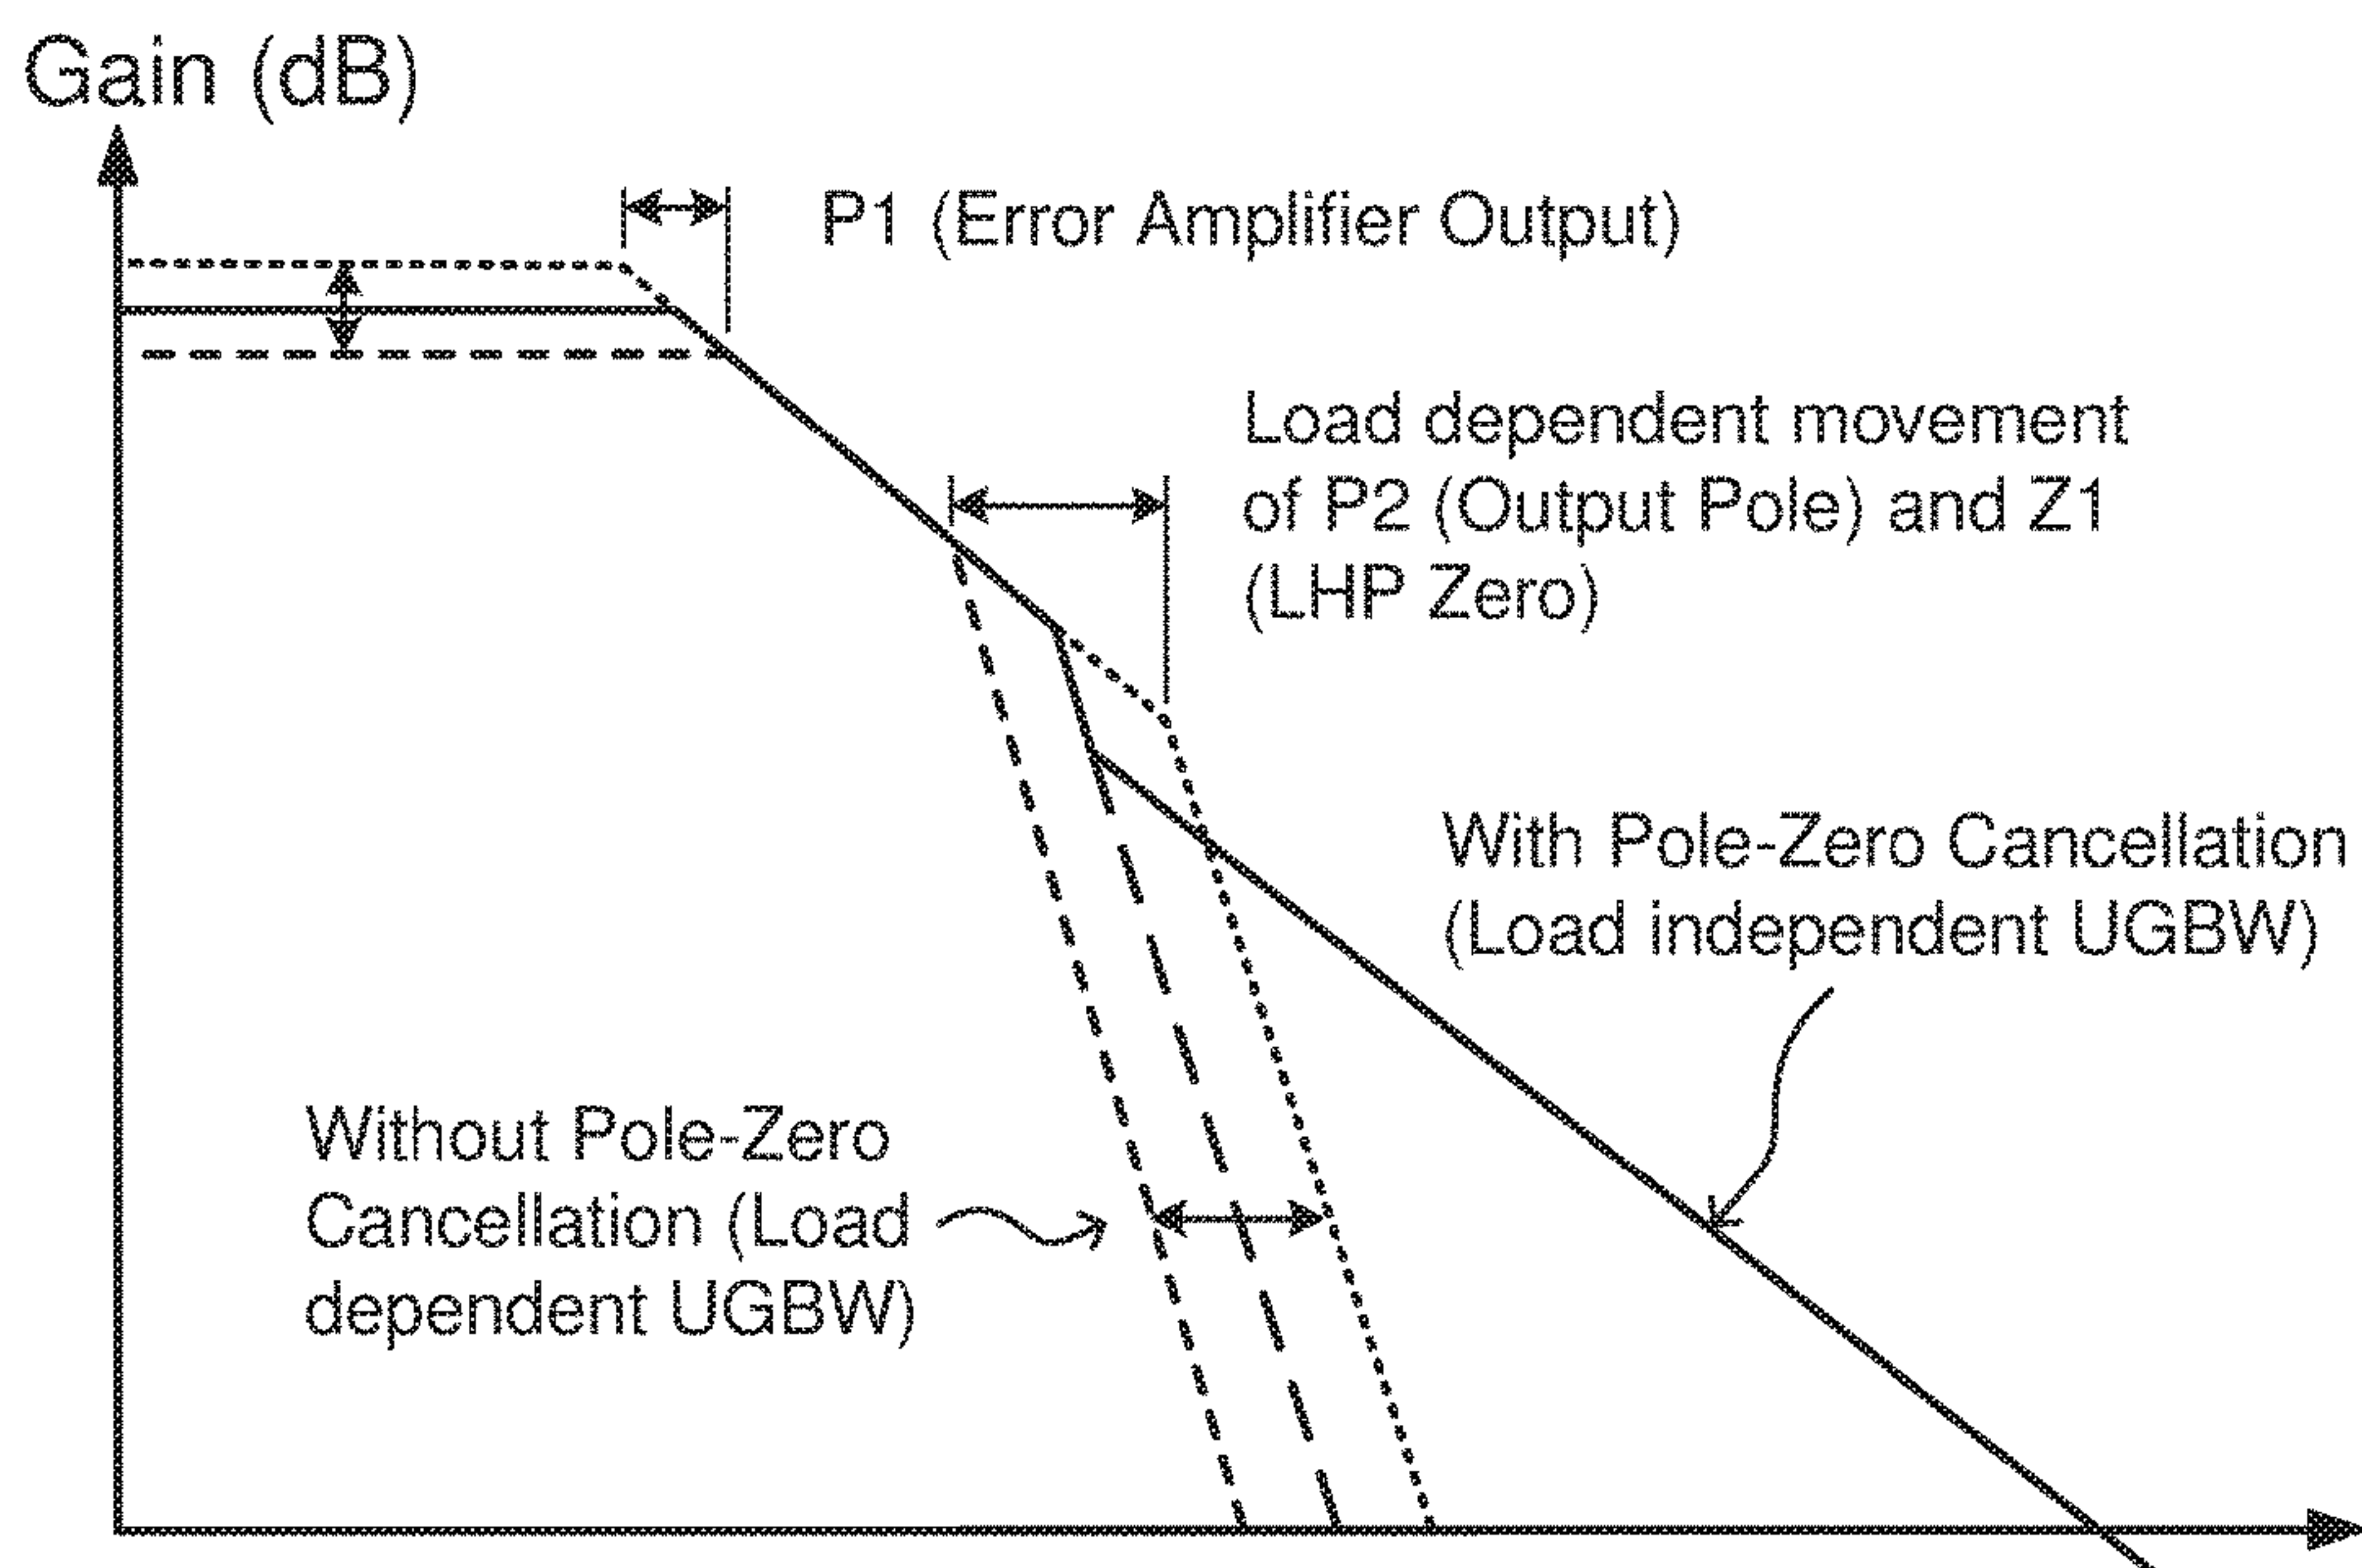 Gain (dB)
P1 (Error Amplifier Output)
Load dependent movement
of P2 (Output Pole) and Z1
(LHP Zero)
With Pole-Zero Cancellation
(Load independent UGBW)
Without Pole-Zero
Cancellation (Load
dependent UGBW)